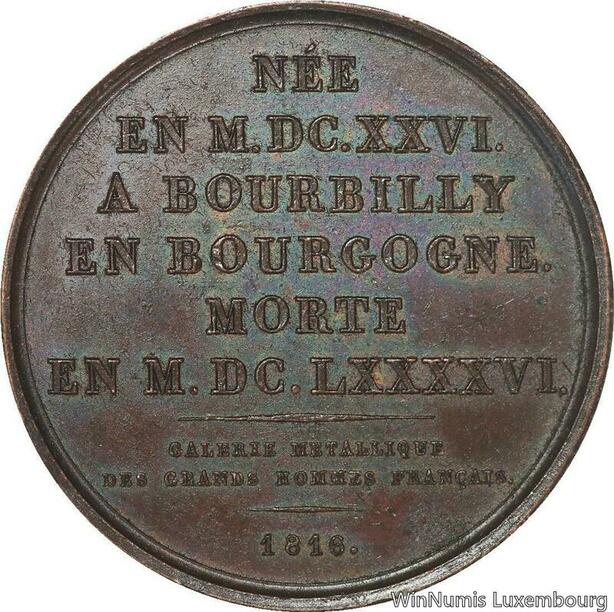 NÉE
EN M.DC.XXVI.
A BOURBILLY
EN BOURGOGNE.
MORTE
EN M.DC.LXXXXVI.
GALERIE METALLIQUE
DES GRANDS HOMMES FRANÇAIS.
1816.
WinNumis Luxembourg